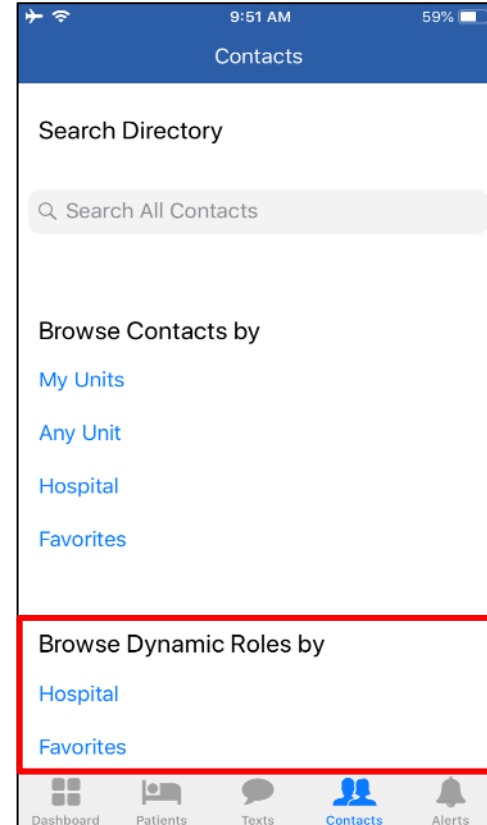 9:51 AM
59%
Contacts
Search Directory
Search All Contacts
Browse Contacts by
My Units
Any Unit
Hospital
Favorites
Browse Dynamic Roles by
Hospital
Favorites
Dashboard Patients Texts Contacts Alerts